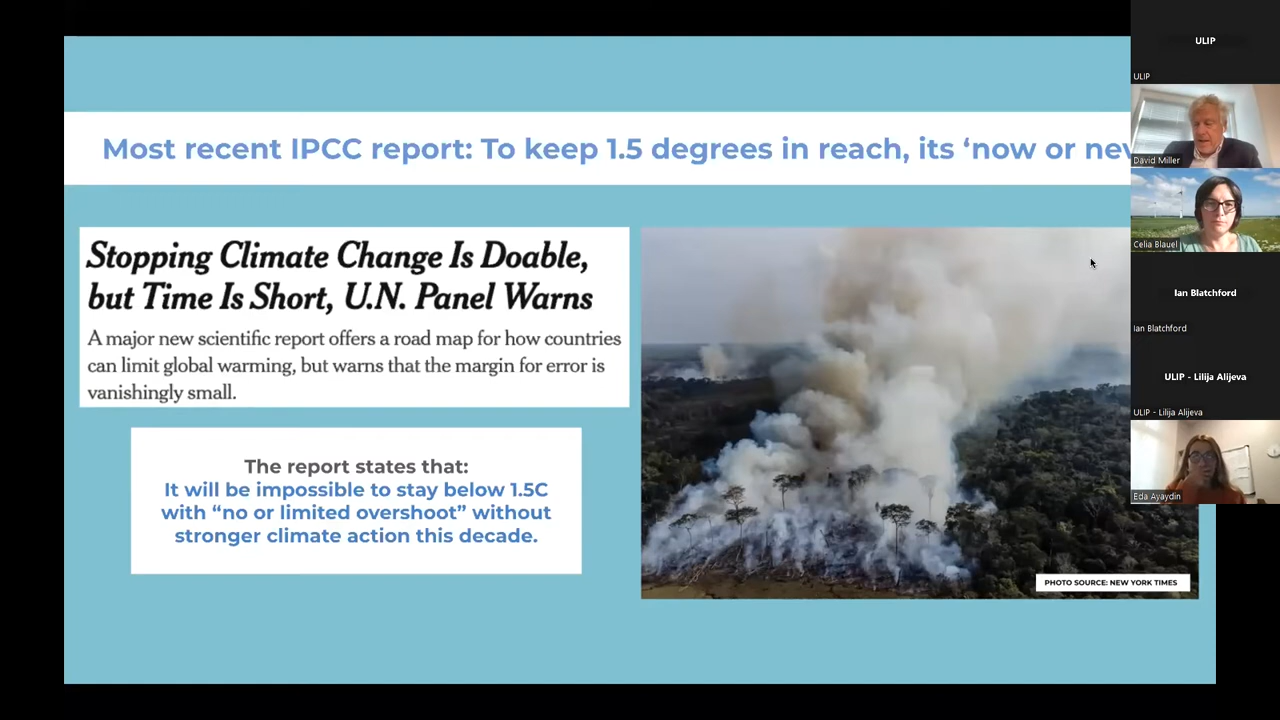 Most recent IPCC report: To keep 1.5 degrees in reach, its ‘now or nev
Stopping Climate Change Is Doable,
but Time Is Short, U.N. Panel Warns
A major new scientific report offers a road map for how countries
can limit global warming, but warns that the margin for error is
vanishingly small.
The report states that:
It will be impossible to stay below 1.5C
with “no or limited overshoot” without
stronger climate action this decade.
PHOTO SOURCE: NEW YORK TIMES
ULIP
ULIP
David Miller
Celia Blauel
Ian Blatchford
Ian Blatchford
ULIP - Lilija Alijeva
ULIP - Lilija Alijeva
Eda Ayaydin